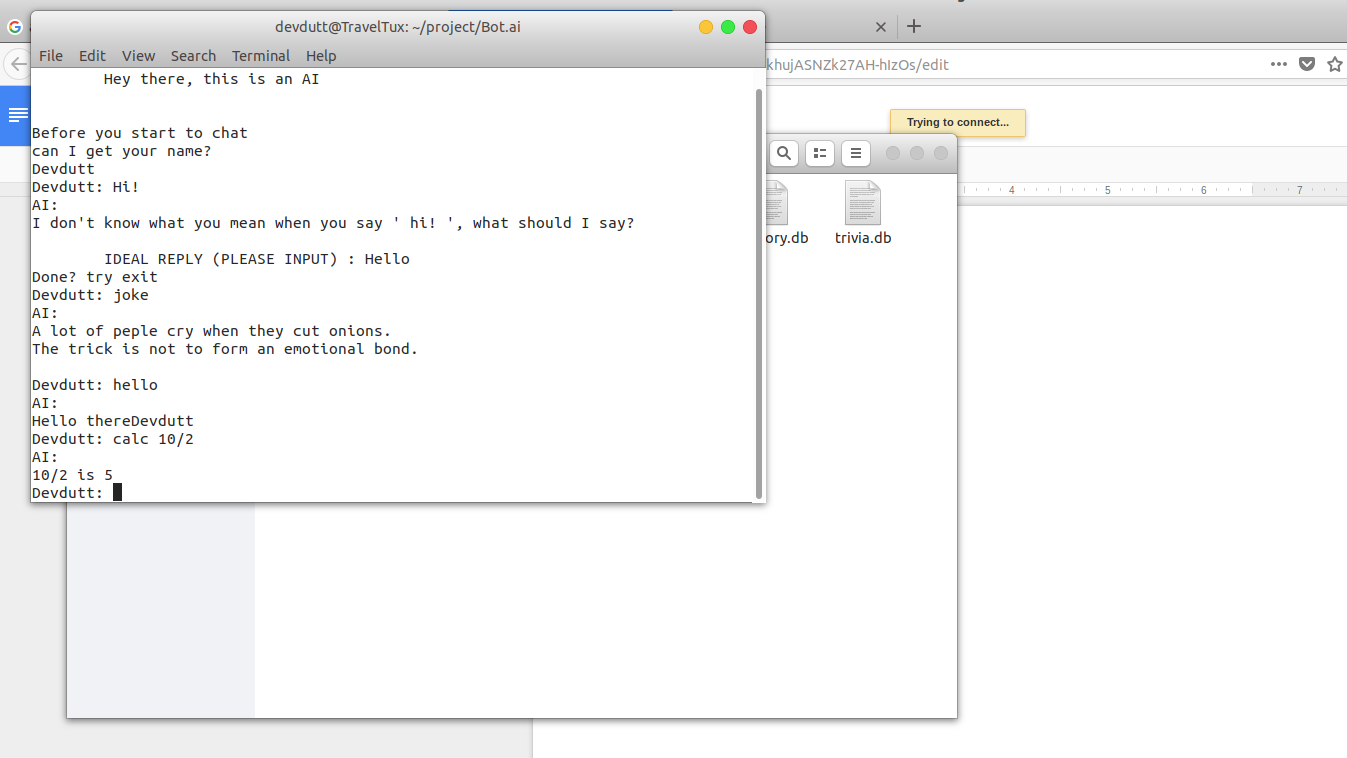 devdutt@TravelTux: ~/project/Bot.ai
File Edit View Search Terminal Help
Hey there, this is an AI
Before you start to chat
can I get your name?
Devdutt
Devdutt: Hi!
AI:
I don't know what you mean when you say ' hi! ', what should I say?
IDEAL REPLY (PLEASE INPUT) : Hello
Done? try exit
Devdutt: joke
AI:
A lot of peple cry when they cut onions.
The trick is not to form an emotional bond.
Devdutt: hello
AI:
Hello thereDevdutt
Devdutt: calc 10/2
AI:
10/2 is 5
Devdutt:
khujASNZk27AH-hIzOs/edit
Trying to connect...
4 5 6 7
ory.db trivia.db